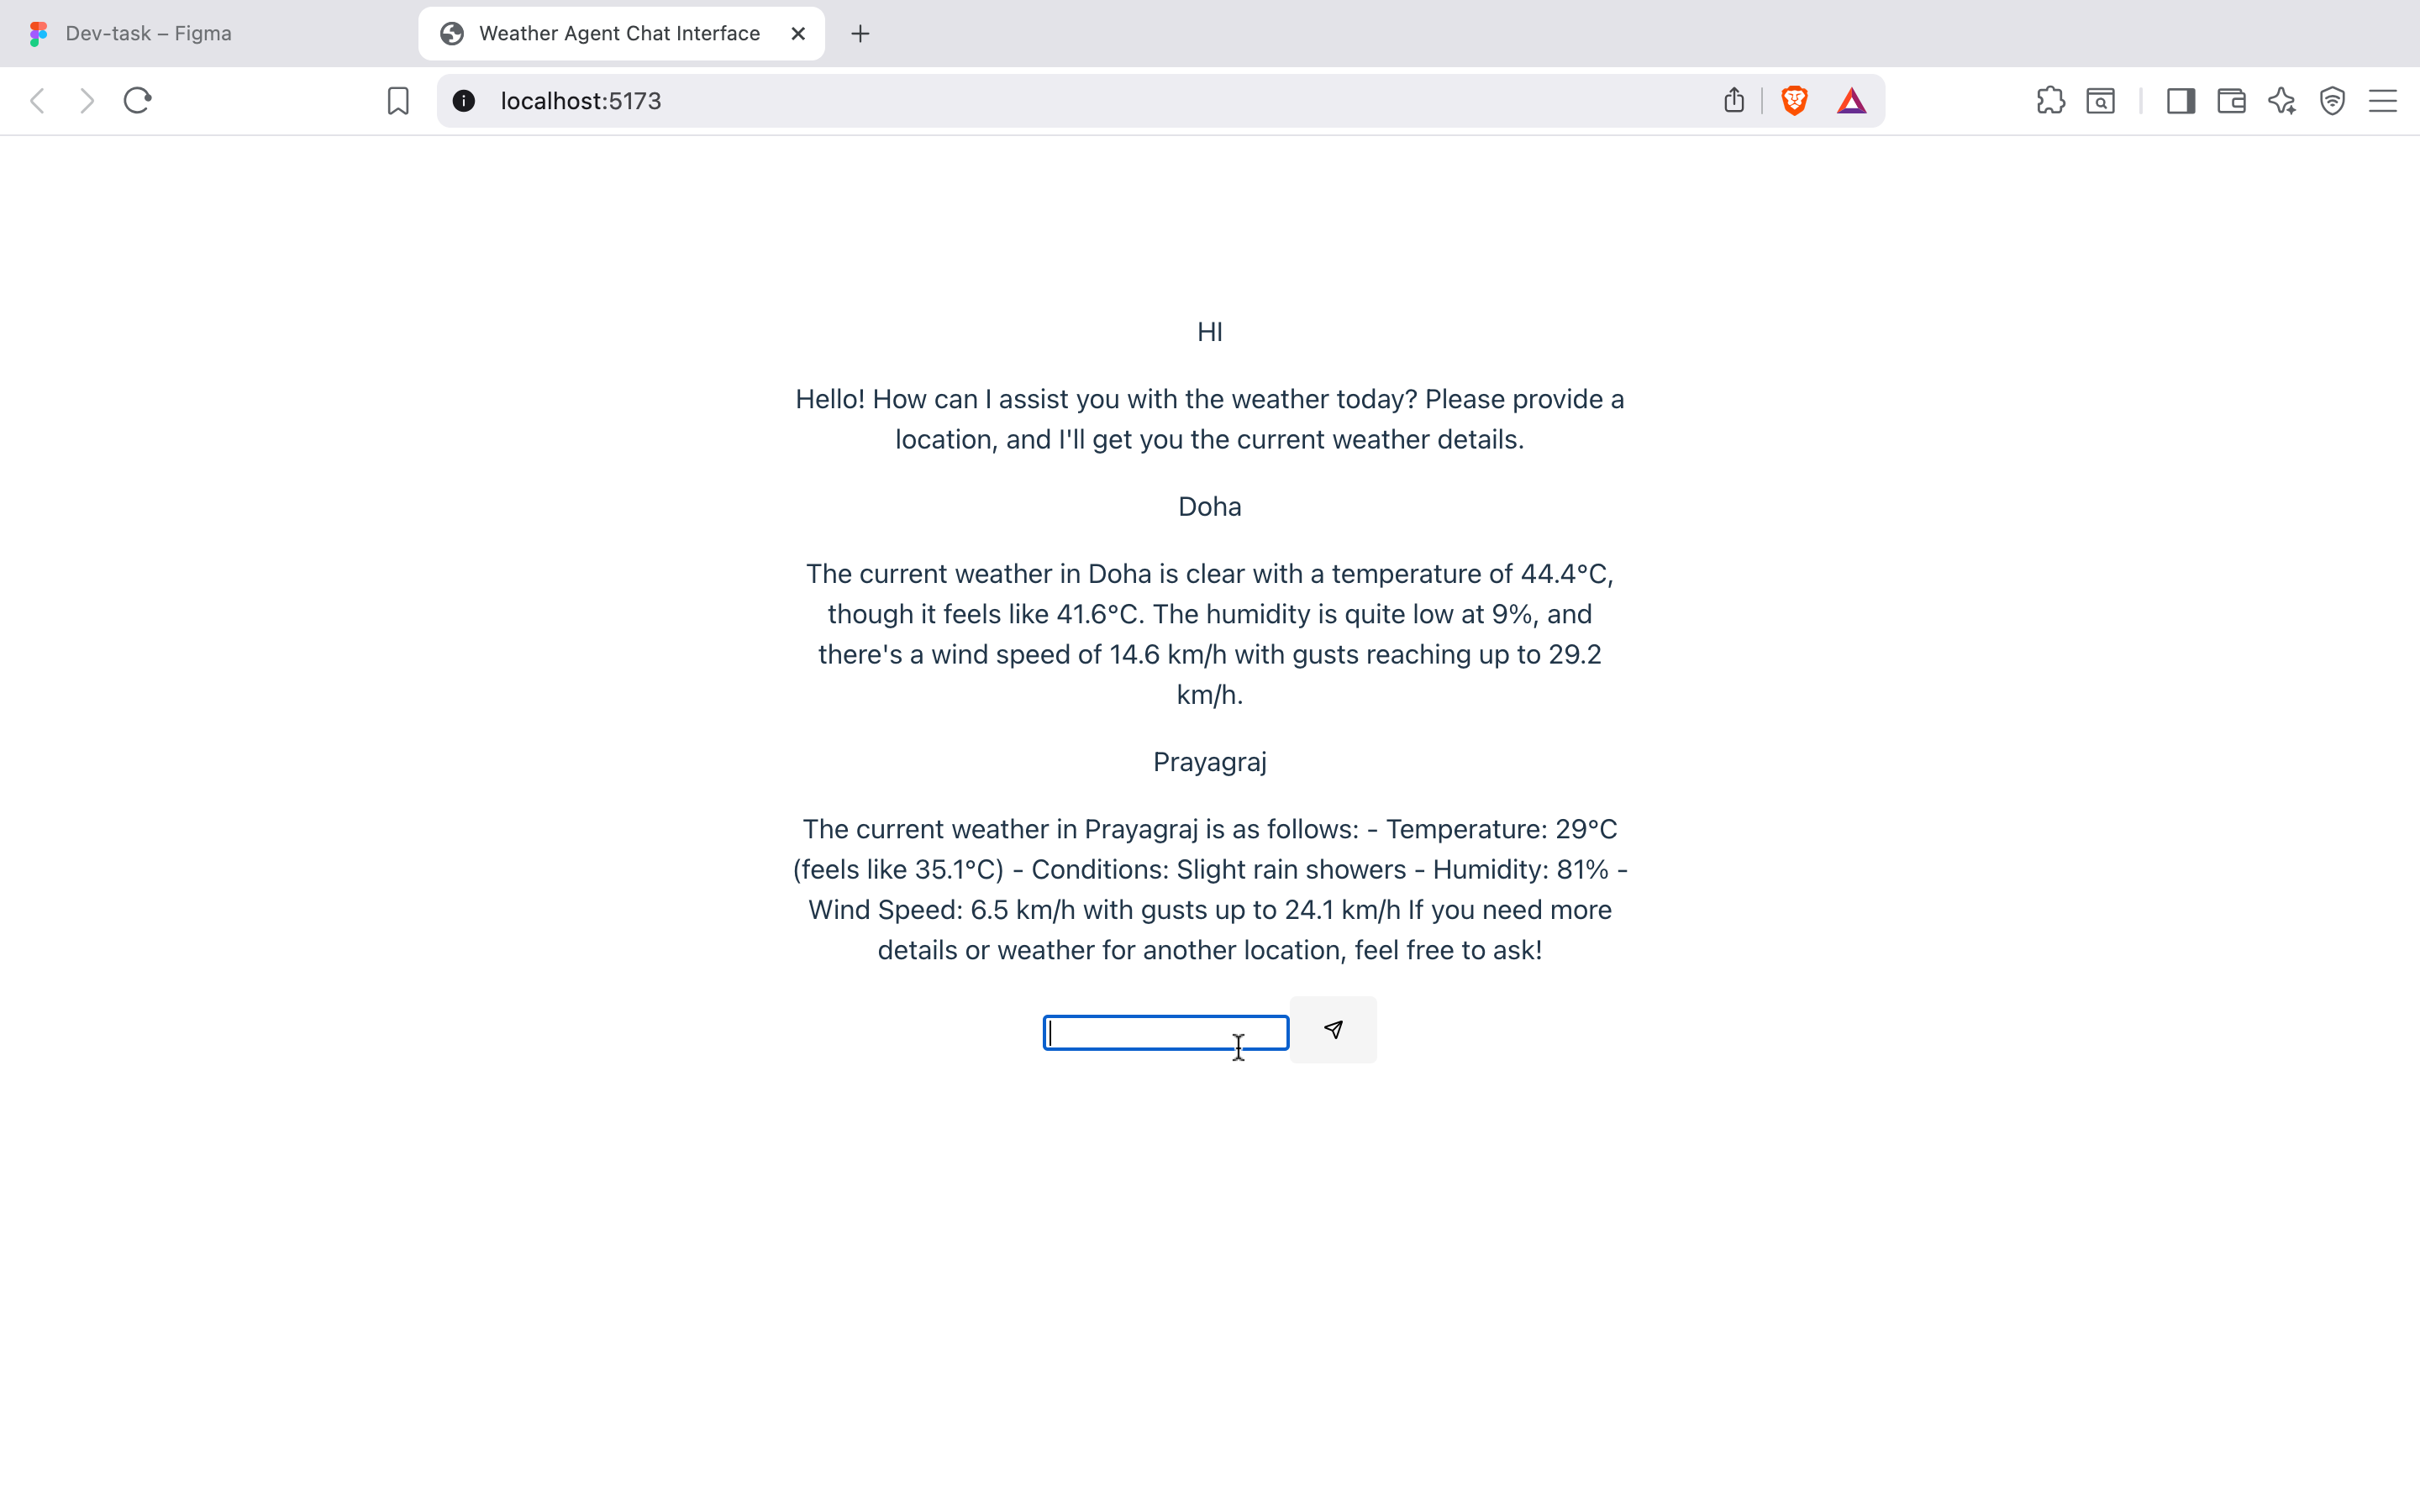 Dev-task – Figma
Weather Agent Chat Interface
localhost:5173
HI
Hello! How can I assist you with the weather today? Please provide a
location, and I'll get you the current weather details.
Doha
The current weather in Doha is clear with a temperature of 44.4°C,
though it feels like 41.6°C. The humidity is quite low at 9%, and
there's a wind speed of 14.6 km/h with gusts reaching up to 29.2
km/h.
Prayagraj
The current weather in Prayagraj is as follows: - Temperature: 29°C
(feels like 35.1°C) - Conditions: Slight rain showers - Humidity: 81% -
Wind Speed: 6.5 km/h with gusts up to 24.1 km/h If you need more
details or weather for another location, feel free to ask!